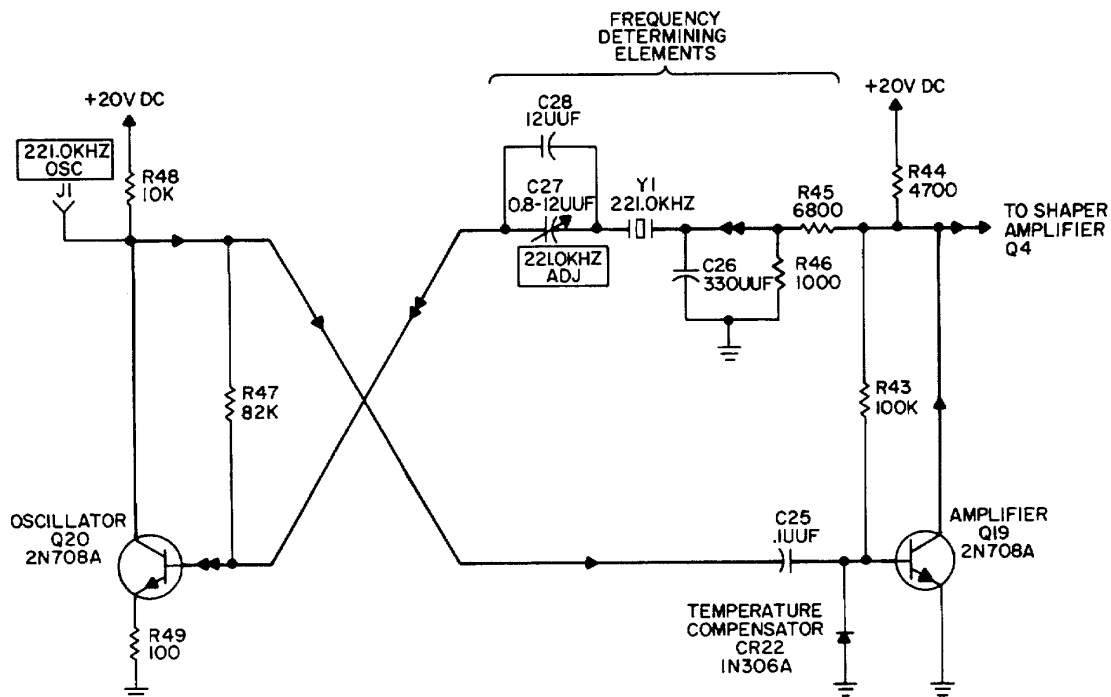 FREQUENCY
DETERMINING
ELEMENTS
+20V DC
221.0KHZ
OSC
J1
R48
10K
C28
12UUF
C27
0.8-12UUF
221.0KHZ
ADJ
Y1
221.0KHZ
C26
330UUF
R46
1000
R45
6800
+20V DC
R44
4700
TO SHAPER
AMPLIFIER
Q4
R47
82K
R43
100K
OSCILLATOR
Q20
2N708A
R49
100
C25
.1UUF
AMPLIFIER
Q19
2N708A
TEMPERATURE
COMPENSATOR
CR22
1N306A